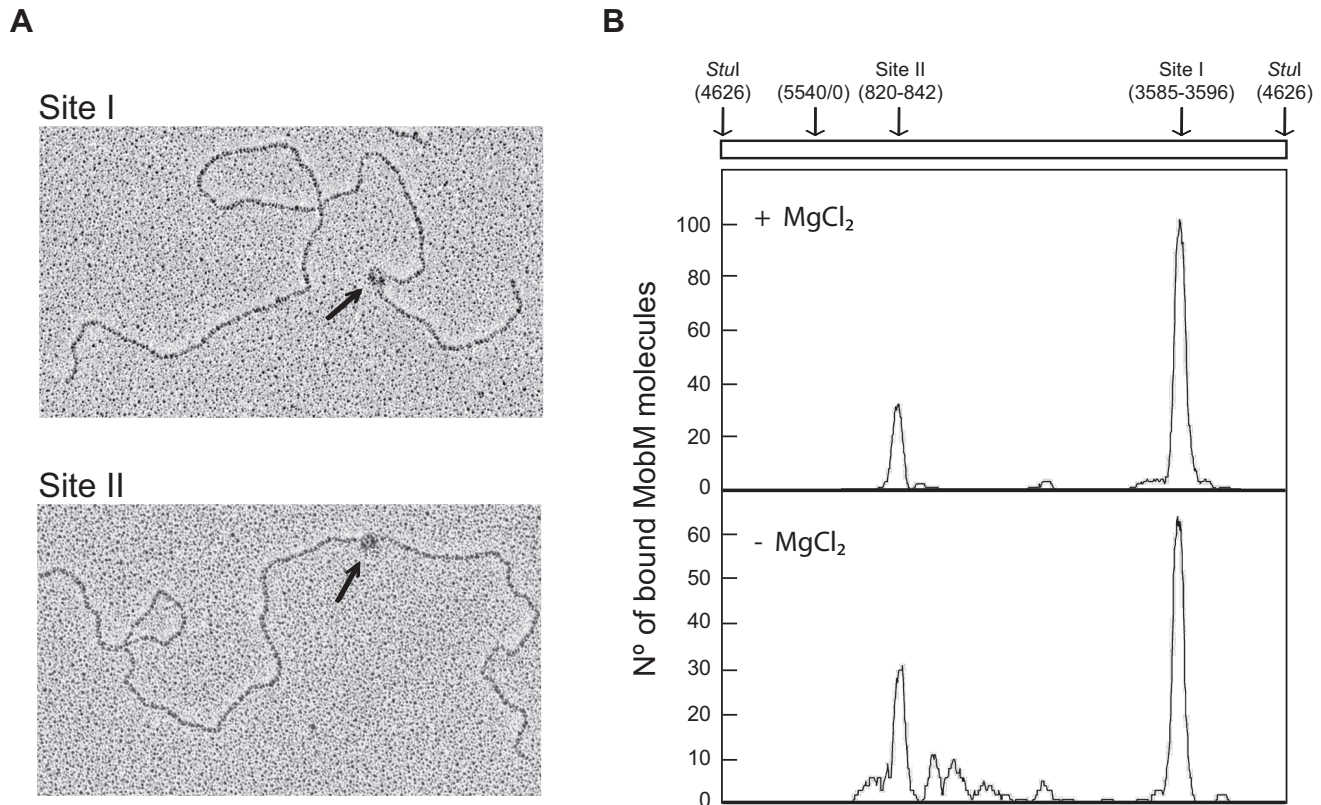 A
B
Site I
Site II
StuI
(4626)
(5540/0)
Site II
(820-842)
Site I
(3585-3596)
StuI
(4626)
Nº of bound MobM molecules
+ MgCl₂
100
80
60
40
20
0
- MgCl₂
60
50
40
30
20
10
0